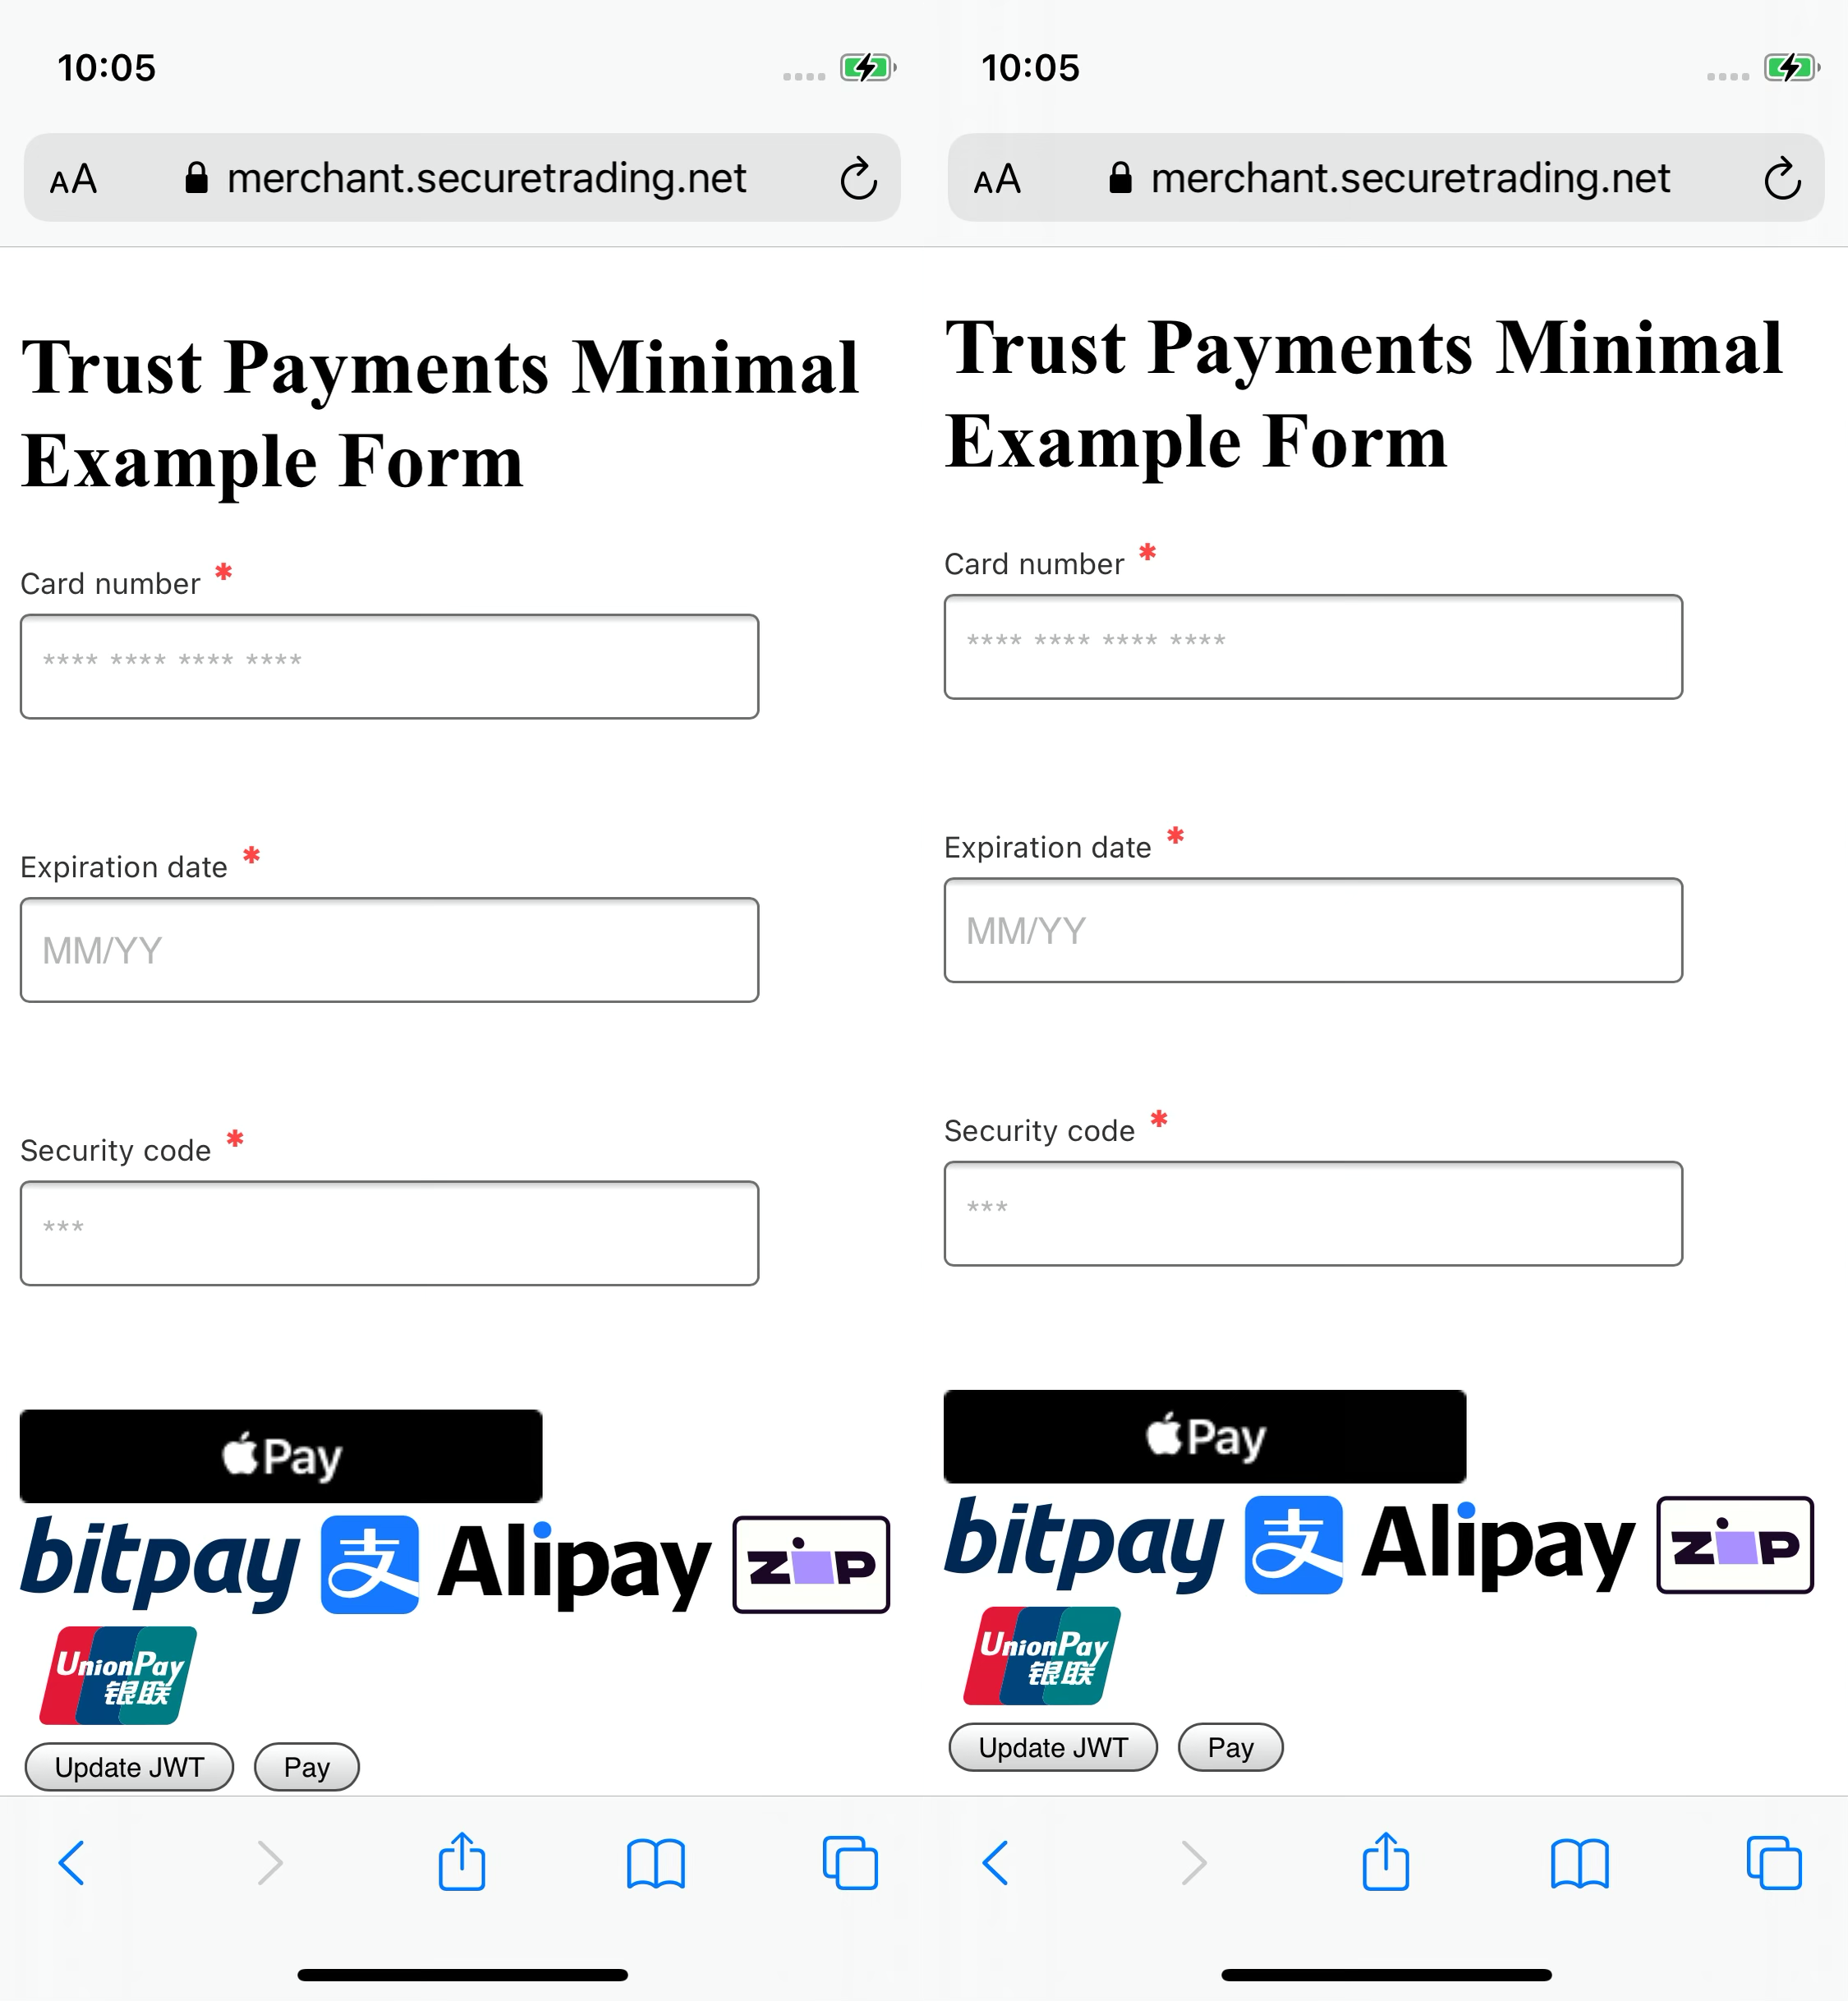 10:05
AA merchant.securetrading.net
Trust Payments Minimal
Example Form
Card number *
**** **** **** ****
Expiration date *
MM/YY
Security code *
***
Pay
bitpay 支 Alipay zip
UnionPay
银联
Update JWT Pay
10:05
AA merchant.securetrading.net
Trust Payments Minimal
Example Form
Card number *
**** **** **** ****
Expiration date *
MM/YY
Security code *
***
Pay
bitpay 支 Alipay zip
UnionPay
银联
Update JWT Pay